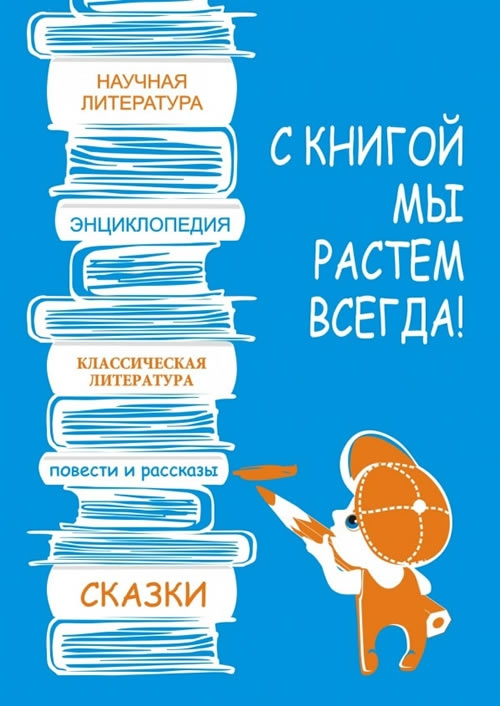 НАУЧНАЯ
ЛИТЕРАТУРА
С КНИГОЙ
МЫ
РАСТЕМ
ВСЕГДА!
ЭНЦИКЛОПЕДИЯ
КЛАССИЧЕСКАЯ
ЛИТЕРАТУРА
повести и рассказы
СКАЗКИ